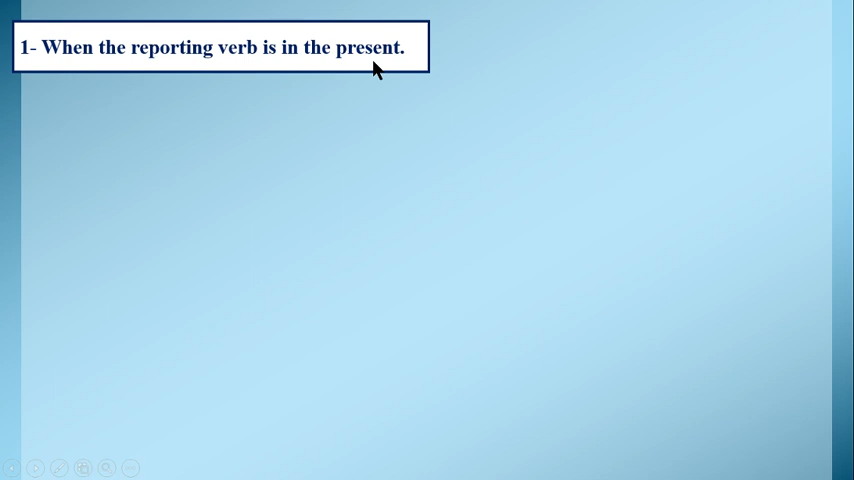 1- When the reporting verb is in the present.